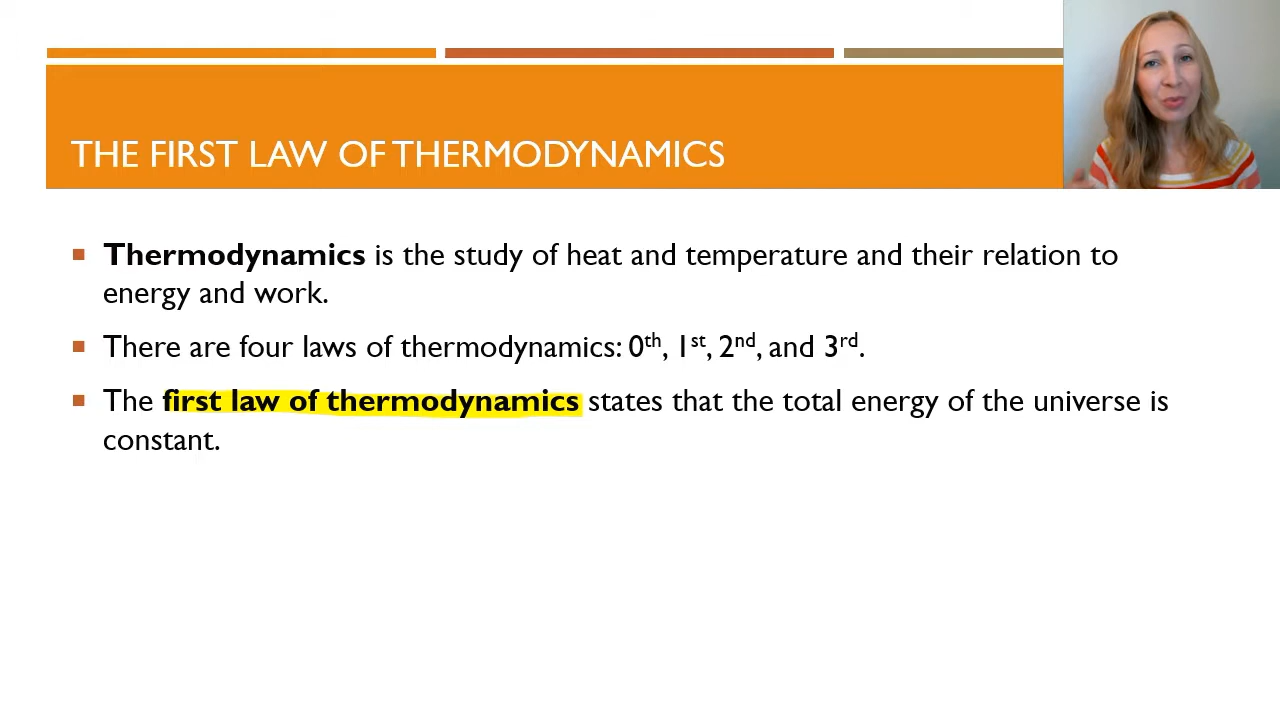 THE FIRST LAW OF THERMODYNAMICS
Thermodynamics is the study of heat and temperature and their relation to
energy and work.
There are four laws of thermodynamics: 0th, 1st, 2nd, and 3rd.
The first law of thermodynamics states that the total energy of the universe is
constant.